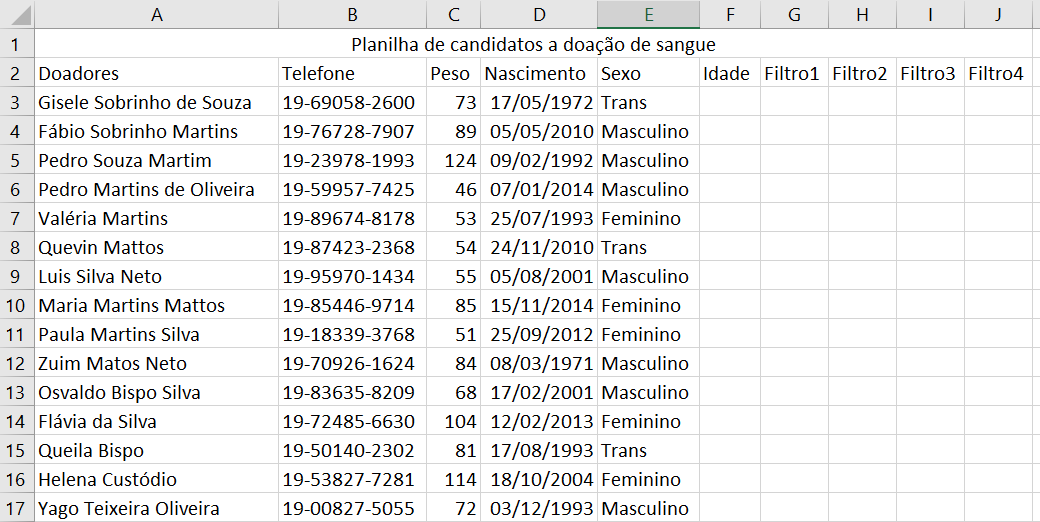 A B C D E F G H I J
1 Planilha de candidatos a doação de sangue
2 Doadores Telefone Peso Nascimento Sexo Idade Filtro1 Filtro2 Filtro3 Filtro4
3 Gisele Sobrinho de Souza 19-69058-2600 73 17/05/1972 Trans
4 Fábio Sobrinho Martins 19-76728-7907 89 05/05/2010 Masculino
5 Pedro Souza Martim 19-23978-1993 124 09/02/1992 Masculino
6 Pedro Martins de Oliveira 19-59957-7425 46 07/01/2014 Masculino
7 Valéria Martins 19-89674-8178 53 25/07/1993 Feminino
8 Quevin Mattos 19-87423-2368 54 24/11/2010 Trans
9 Luis Silva Neto 19-95970-1434 55 05/08/2001 Masculino
10 Maria Martins Mattos 19-85446-9714 85 15/11/2014 Feminino
11 Paula Martins Silva 19-18339-3768 51 25/09/2012 Feminino
12 Zuim Matos Neto 19-70926-1624 84 08/03/1971 Masculino
13 Osvaldo Bispo Silva 19-83635-8209 68 17/02/2001 Masculino
14 Flávia da Silva 19-72485-6630 104 12/02/2013 Feminino
15 Queila Bispo 19-50140-2302 81 17/08/1993 Trans
16 Helena Custódio 19-53827-7281 114 18/10/2004 Feminino
17 Yago Teixeira Oliveira 19-00827-5055 72 03/12/1993 Masculino